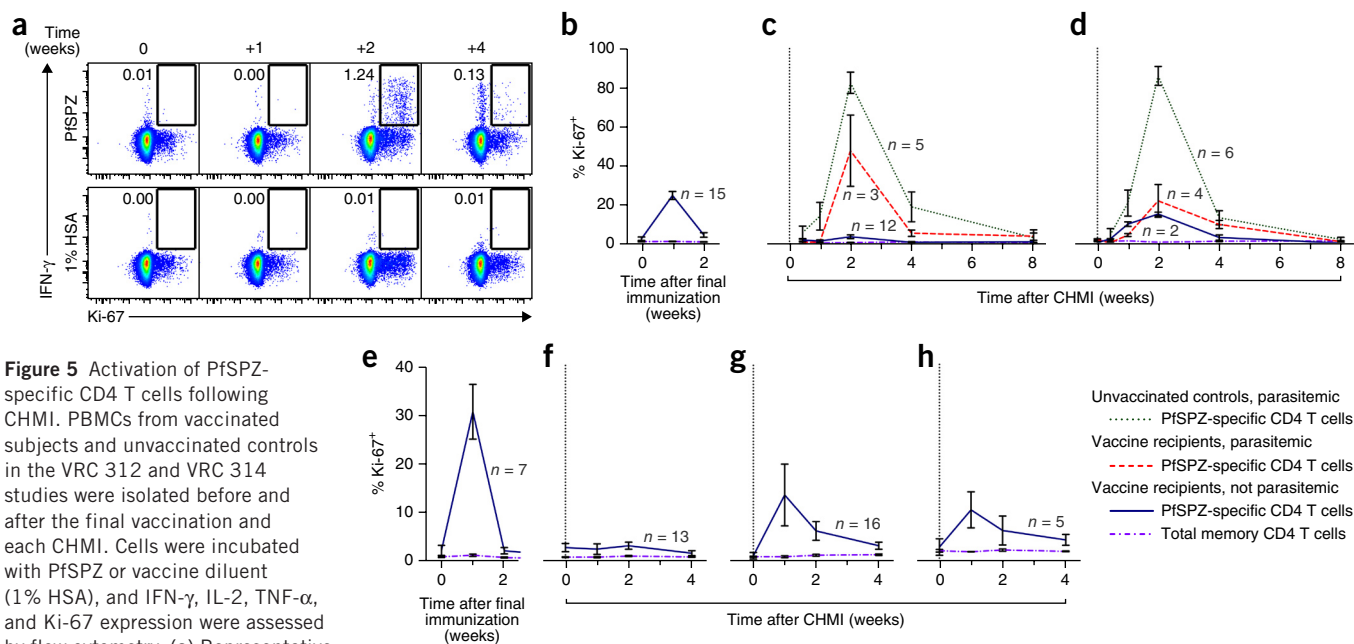 a
Time
(weeks)
0
+1
+2
+4
0.01
0.00
1.24
0.13
PfSPZ
0.00
0.00
0.01
0.01
1% HSA
IFN-γ
Ki-67
b
100
80
60
40
20
0
% Ki-67+
n = 15
0 2
Time after final
immunization
(weeks)
c
n = 5
n = 3
n = 12
0 2 4 6 8
d
n = 6
n = 4
n = 2
0 2 4 6 8
Time after CHMI (weeks)
Figure 5 Activation of PfSPZ-
specific CD4 T cells following
CHMI. PBMCs from vaccinated
subjects and unvaccinated controls
in the VRC 312 and VRC 314
studies were isolated before and
after the final vaccination and
each CHMI. Cells were incubated
with PfSPZ or vaccine diluent
(1% HSA), and IFN-γ, IL-2, TNF-α,
and Ki-67 expression were assessed
by flow cytometry. (a) Representative
e
40
30
20
10
0
% Ki-67+
n = 7
0 2
Time after final
immunization
(weeks)
f
n = 13
0 2 4
g
n = 16
0 2 4
h
n = 5
0 2 4
Time after CHMI (weeks)
Unvaccinated controls, parasitemic
PfSPZ-specific CD4 T cells
Vaccine recipients, parasitemic
PfSPZ-specific CD4 T cells
Vaccine recipients, not parasitemic
PfSPZ-specific CD4 T cells
Total memory CD4 T cells